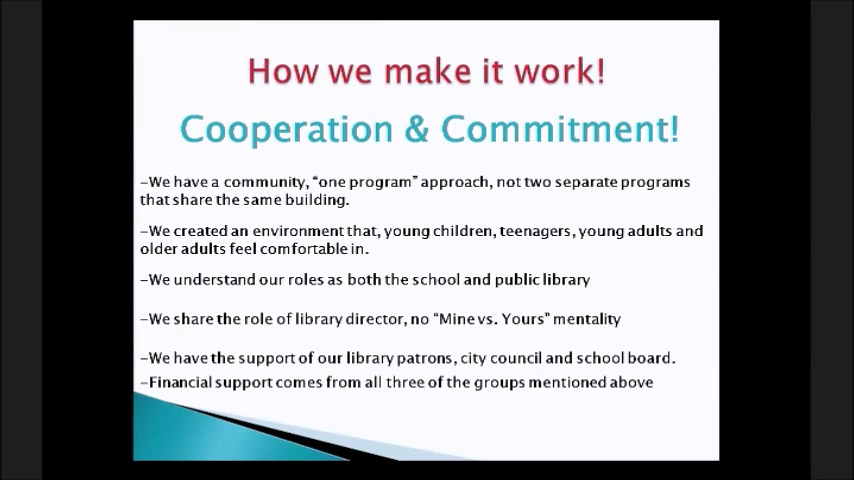 How we make it work!
Cooperation & Commitment!
-We have a community, “one program” approach, not two separate programs
that share the same building.
-We created an environment that, young children, teenagers, young adults and
older adults feel comfortable in.
-We understand our roles as both the school and public library
-We share the role of library director, no “Mine vs. Yours” mentality
-We have the support of our library patrons, city council and school board.
-Financial support comes from all three of the groups mentioned above